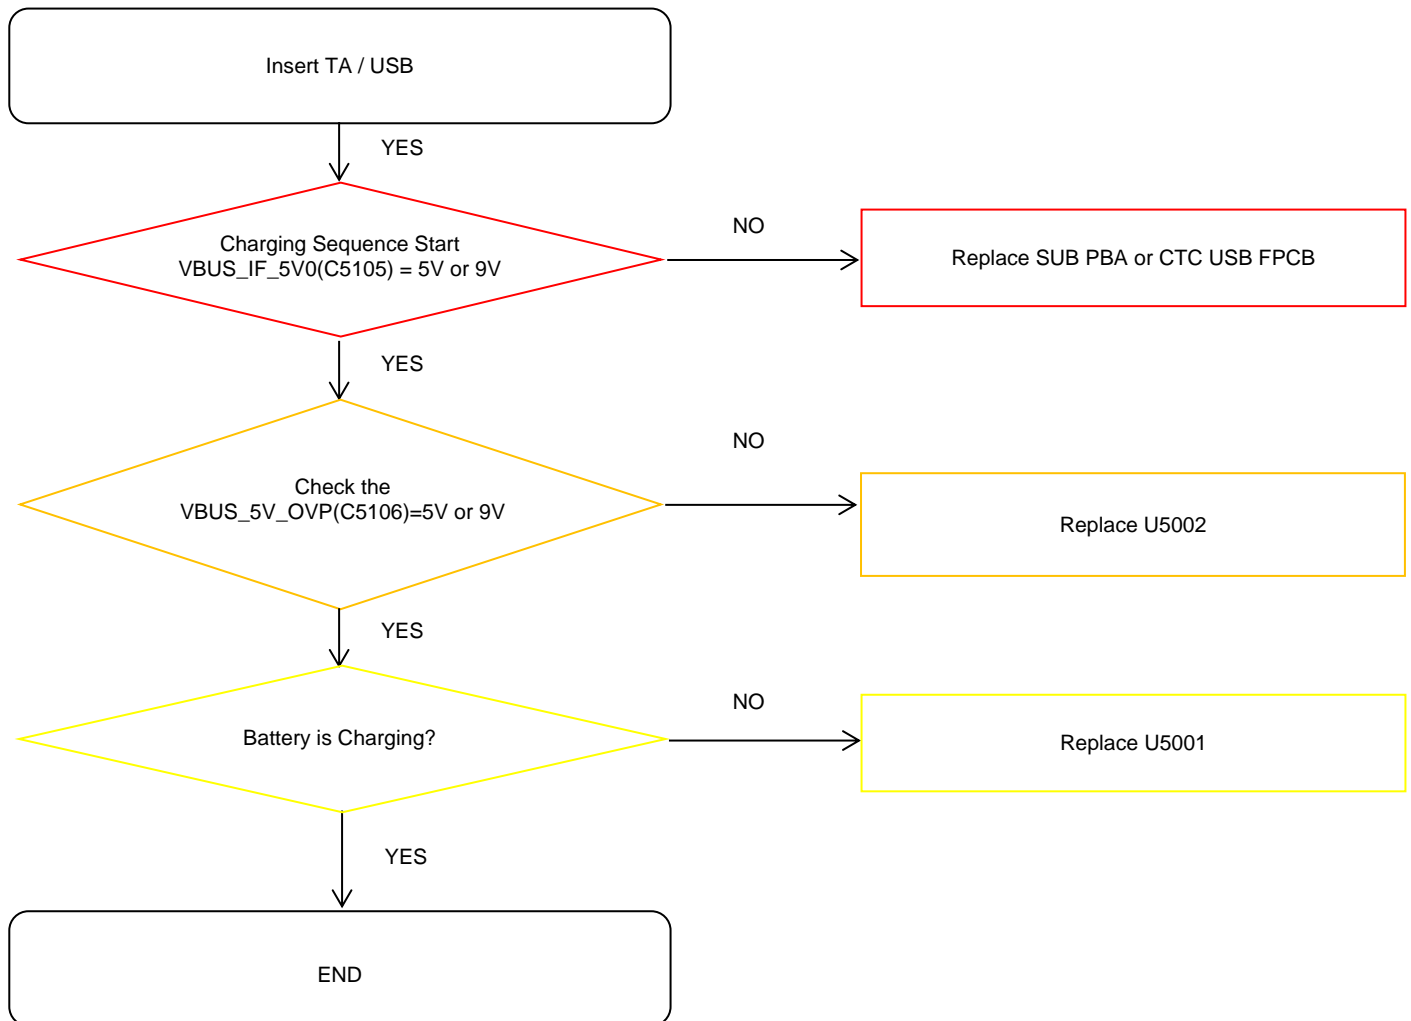 Insert TA / USB
YES
Charging Sequence Start
VBUS_IF_5V0(C5105) = 5V or 9V
NO
Replace SUB PBA or CTC USB FPCB
YES
Check the
VBUS_5V_OVP(C5106)=5V or 9V
NO
Replace U5002
YES
Battery is Charging?
NO
Replace U5001
YES
END